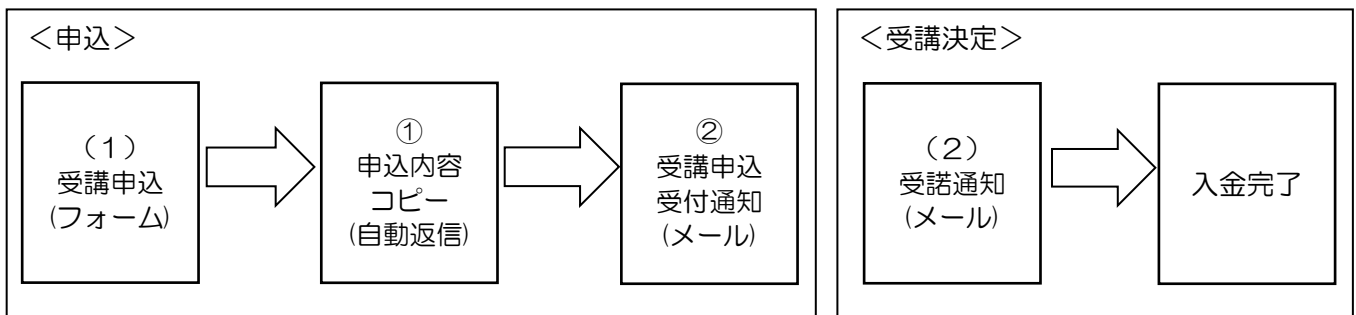 ＜申込＞
（１）
受講申込
(フォーム)
①
申込内容
コピー
(自動返信)
②
受講申込
受付通知
(メール)
＜受講決定＞
（２）
受諾通知
(メール)
入金完了